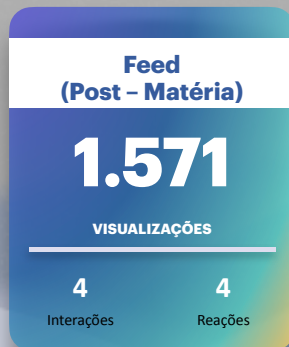 Feed
(Post – Matéria)
1.571
VISUALIZAÇÕES
4 4
Interações Reações